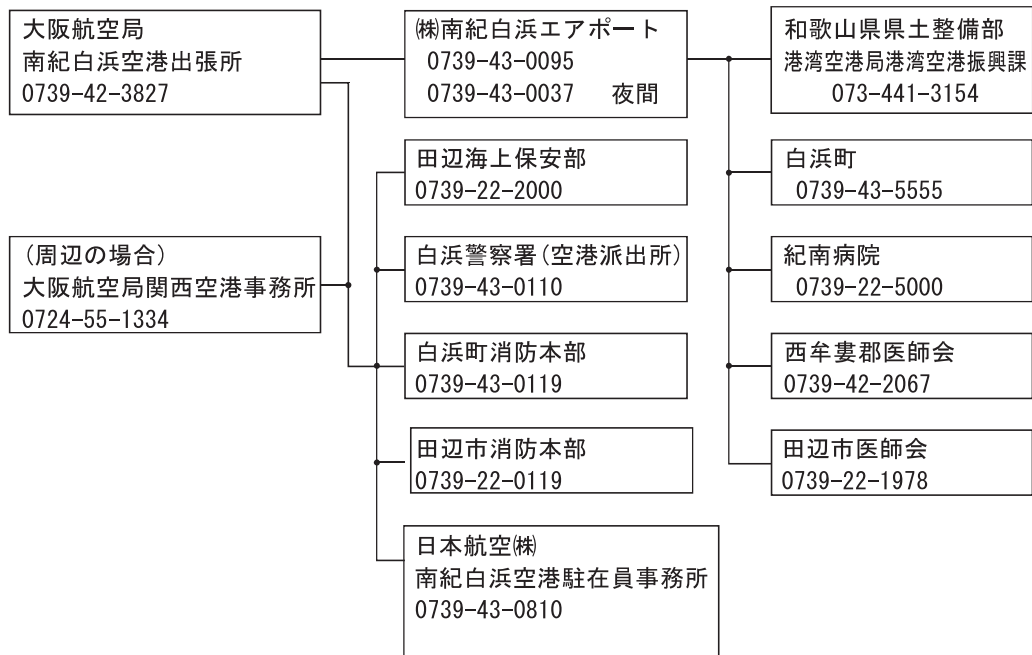 大阪航空局
南紀白浜空港出張所
0739-42-3827
(周辺の場合)
大阪航空局関西空港事務所
0724-55-1334
㈱南紀白浜エアポート
0739-43-0095
0739-43-0037 夜間
田辺海上保安部
0739-22-2000
白浜警察署(空港派出所)
0739-43-0110
白浜町消防本部
0739-43-0119
田辺市消防本部
0739-22-0119
日本航空㈱
南紀白浜空港駐在員事務所
0739-43-0810
和歌山県県土整備部
港湾空港局港湾空港振興課
073-441-3154
白浜町
0739-43-5555
紀南病院
0739-22-5000
西牟婁郡医師会
0739-42-2067
田辺市医師会
0739-22-1978